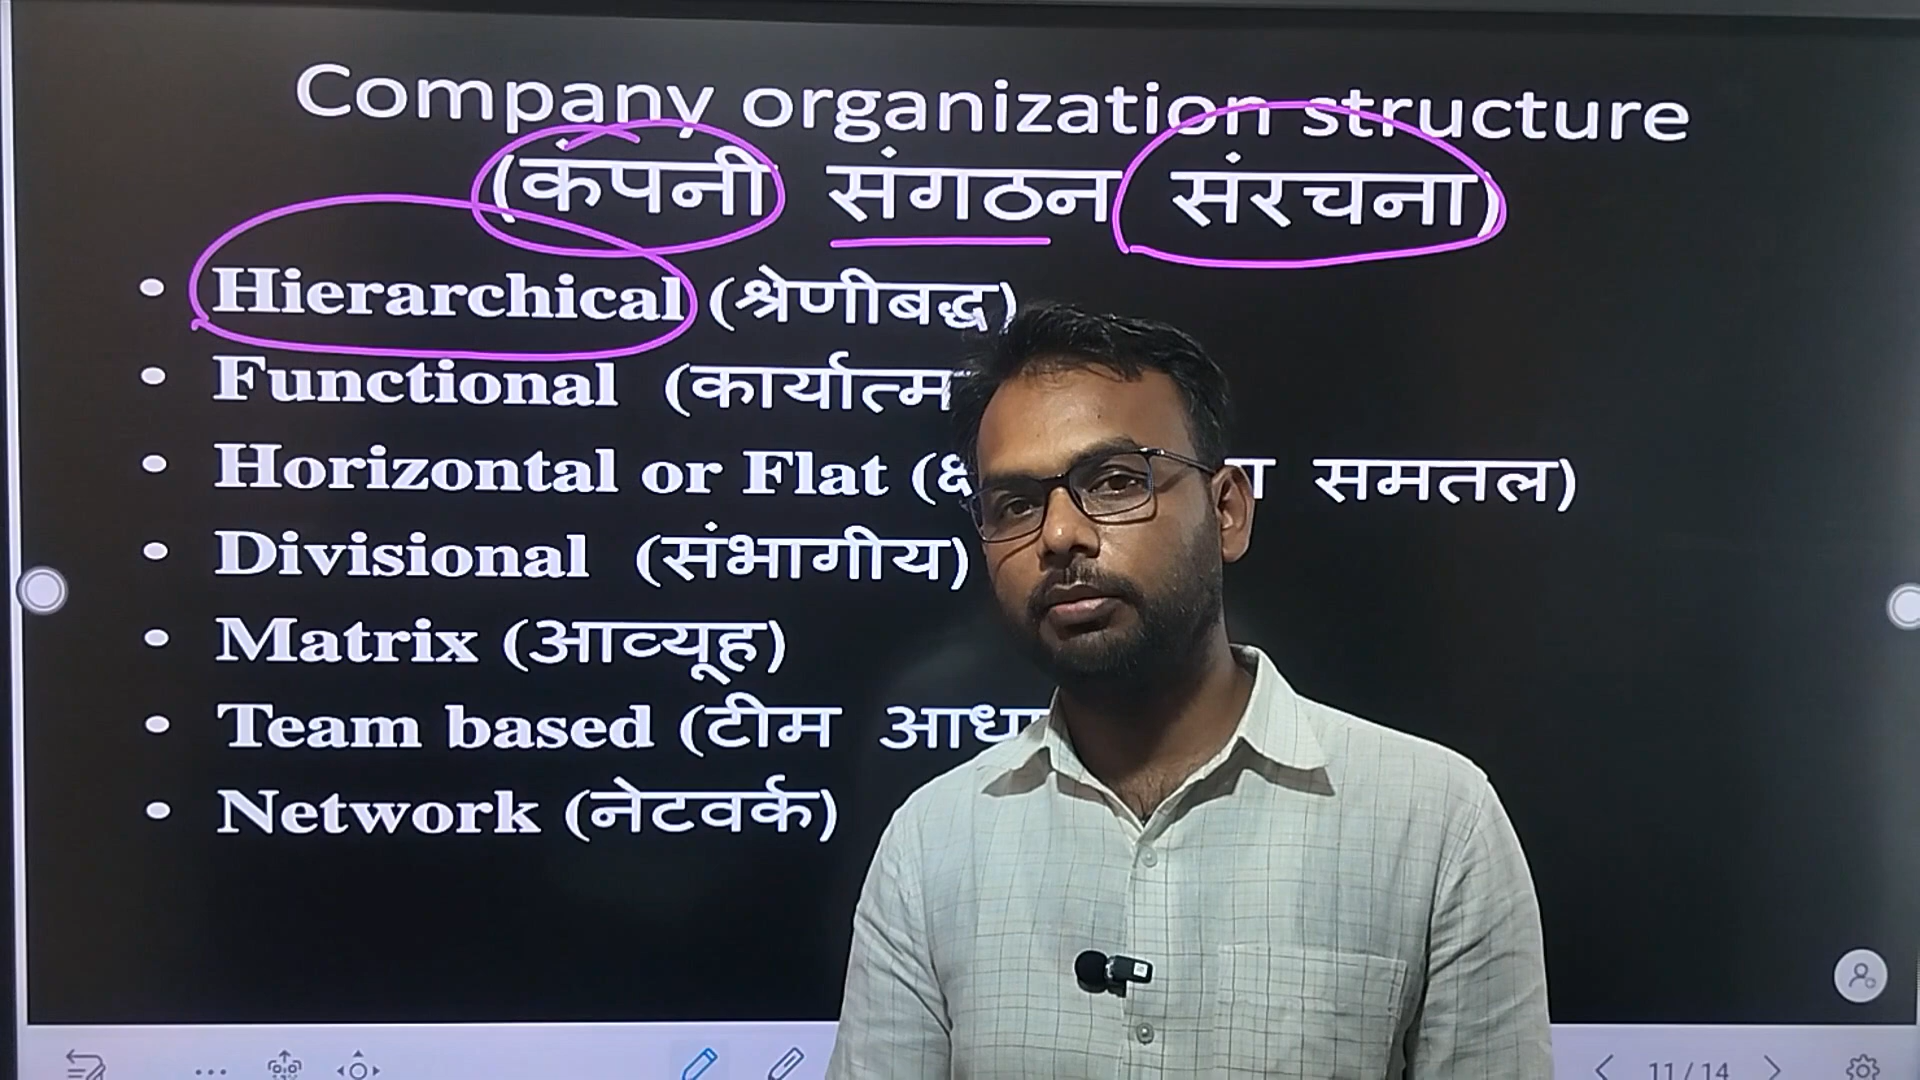 Company organization structure
(कंपनी संगठन संरचना)
• Hierarchical (श्रेणीबद्ध)
• Functional (कार्यात्म
• Horizontal or Flat (क्ष समतल)
• Divisional (संभागीय)
• Matrix (आव्यूह)
• Team based (टीम आधा
• Network (नेटवर्क)
11/14